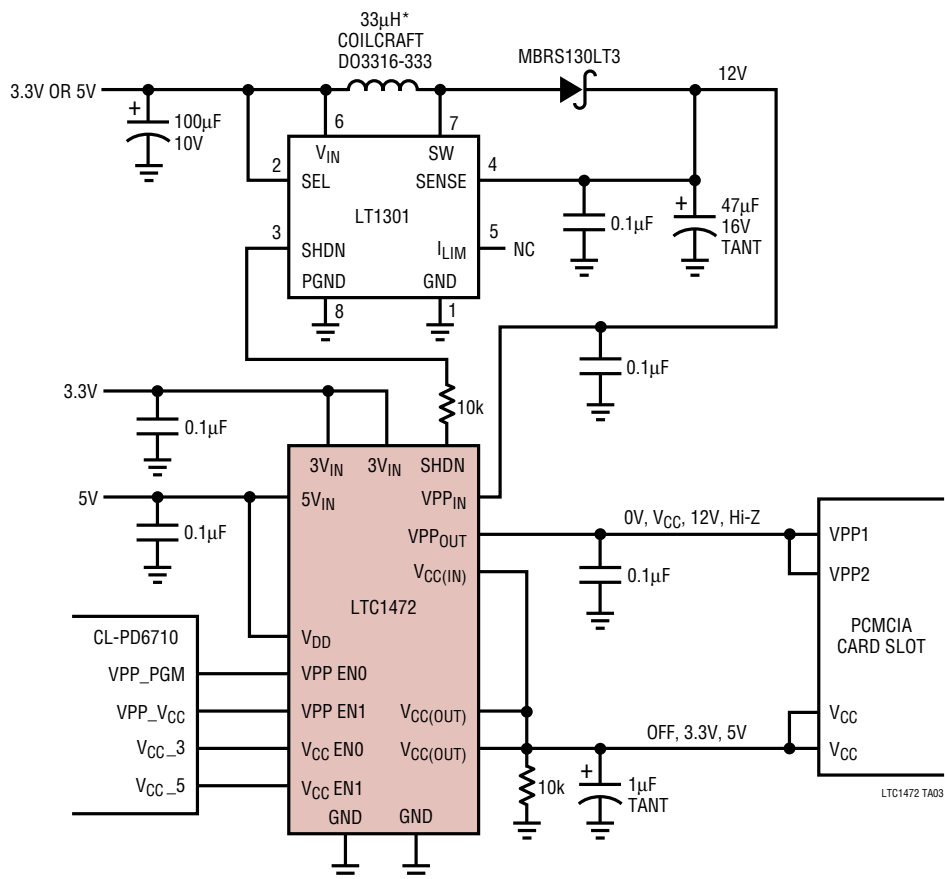 33µH*
COILCRAFT
DO3316-333
MBRS130LT3
12V
3.3V OR 5V
+
100µF
10V
6
7
VIN
SW
2
SEL
SENSE
4
LT1301
0.1µF
+
47µF
16V
TANT
3
SHDN
ILIM
5
NC
PGND
GND
8
1
0.1µF
3.3V
10k
0.1µF
3VIN
3VIN
SHDN
5V
5VIN
VPPIN
0.1µF
VPPOUT
0V, VCC, 12V, Hi-Z
VPP1
VCC(IN)
0.1µF
VPP2
LTC1472
CL-PD6710
VDD
PCMCIA
CARD SLOT
VPP_PGM
VPP EN0
VPP_VCC
VPP EN1
VCC(OUT)
VCC
VCC_3
VCC EN0
VCC(OUT)
OFF, 3.3V, 5V
VCC
VCC_5
VCC EN1
10k
+
1µF
TANT
GND
GND
LTC1472 TA03